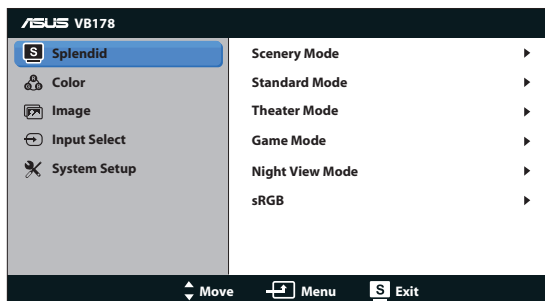 ASUS VB178
S Splendid
Color
Image
Input Select
System Setup
Scenery Mode
Standard Mode
Theater Mode
Game Mode
Night View Mode
sRGB
Move Menu S Exit